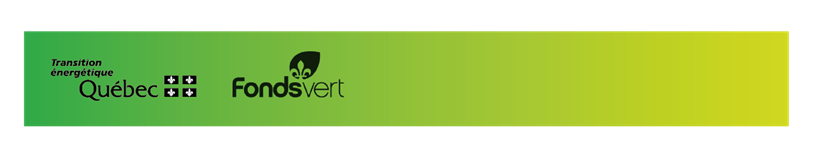 Transition
énergétique
Québec
Fondsvert